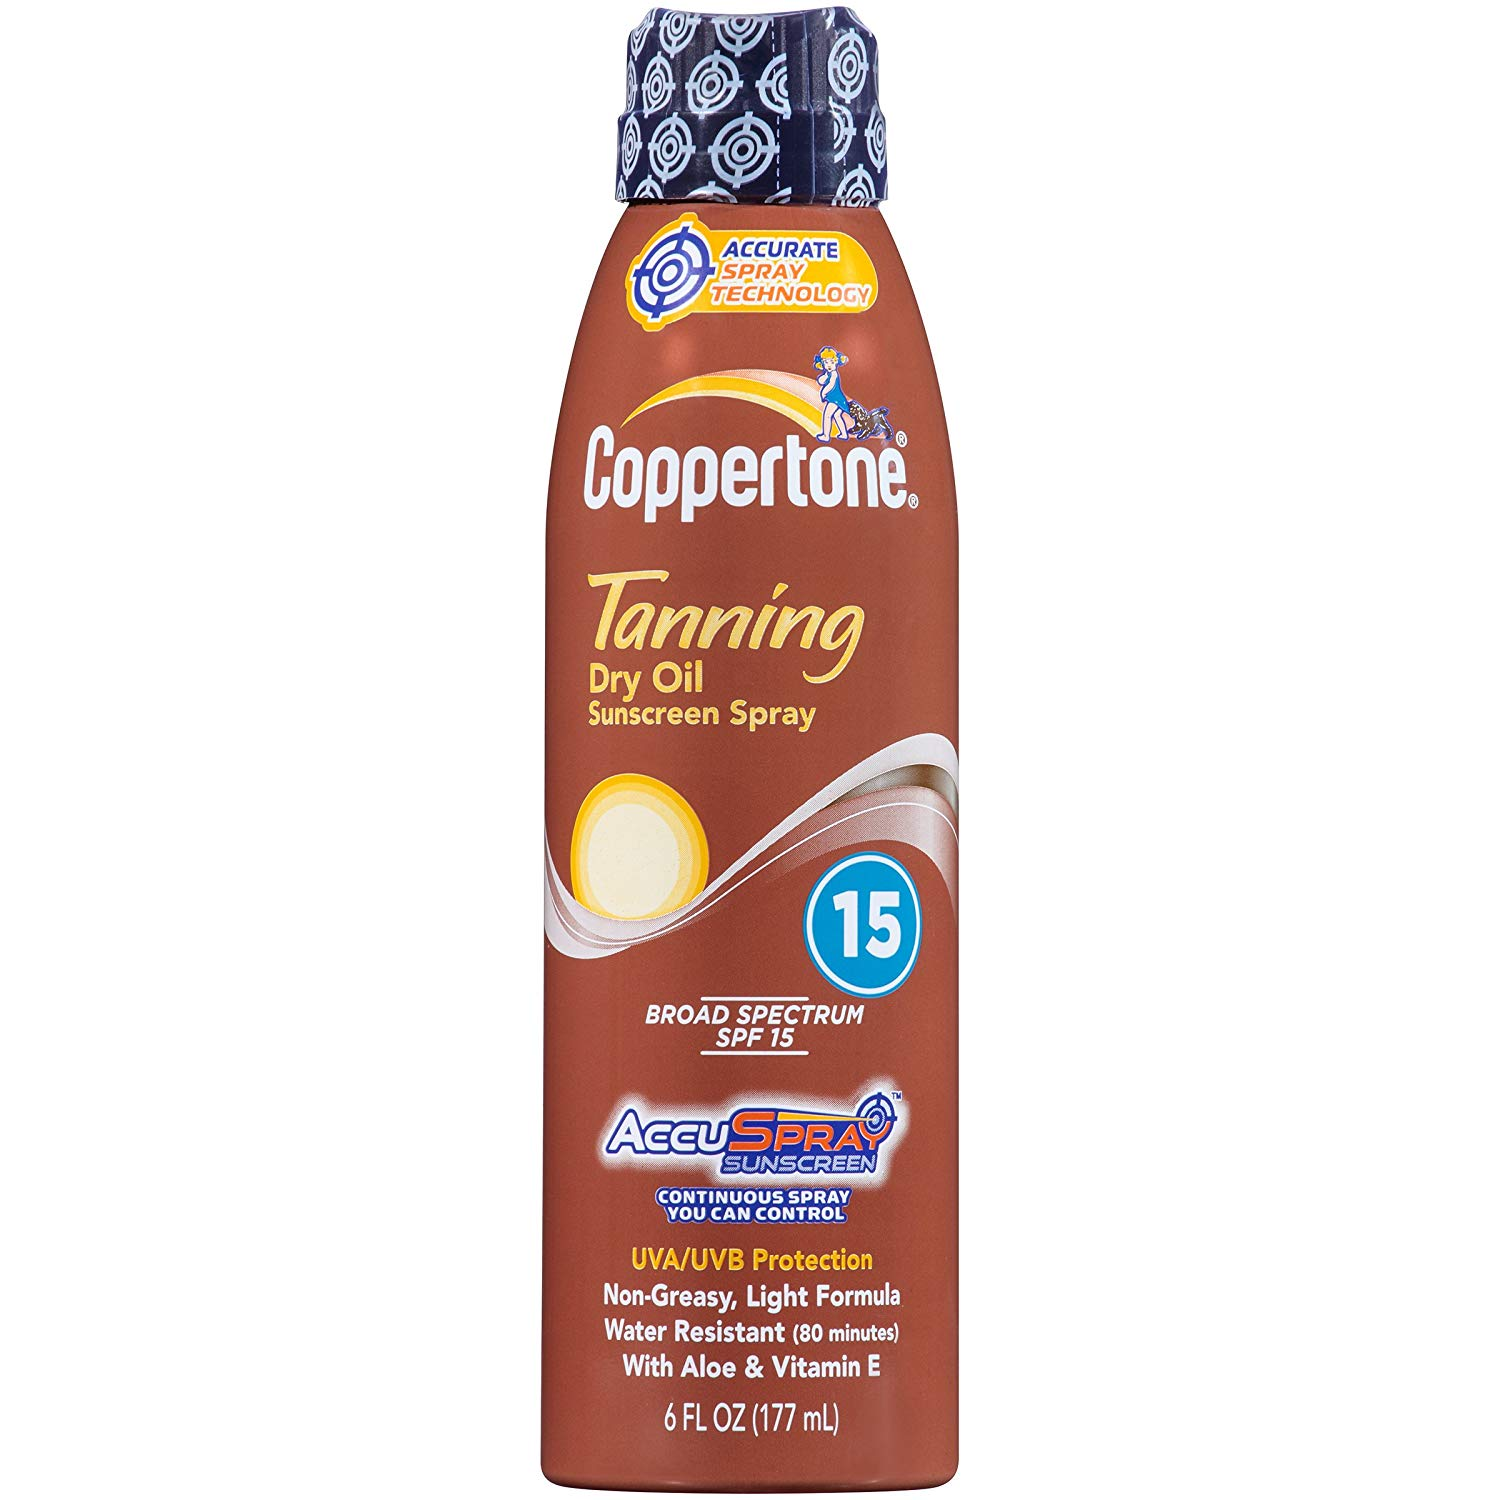 ACCURATE
SPRAY
TECHNOLOGY
Coppertone®
®
Tanning
Dry Oil
Sunscreen Spray
15
BROAD SPECTRUM
SPF 15
ACCUSPRAY™
SUNSCREEN
CONTINUOUS SPRAY
YOU CAN CONTROL
UVA/UVB Protection
Non-Greasy, Light Formula
Water Resistant (80 minutes)
With Aloe & Vitamin E
6 FL OZ (177 mL)